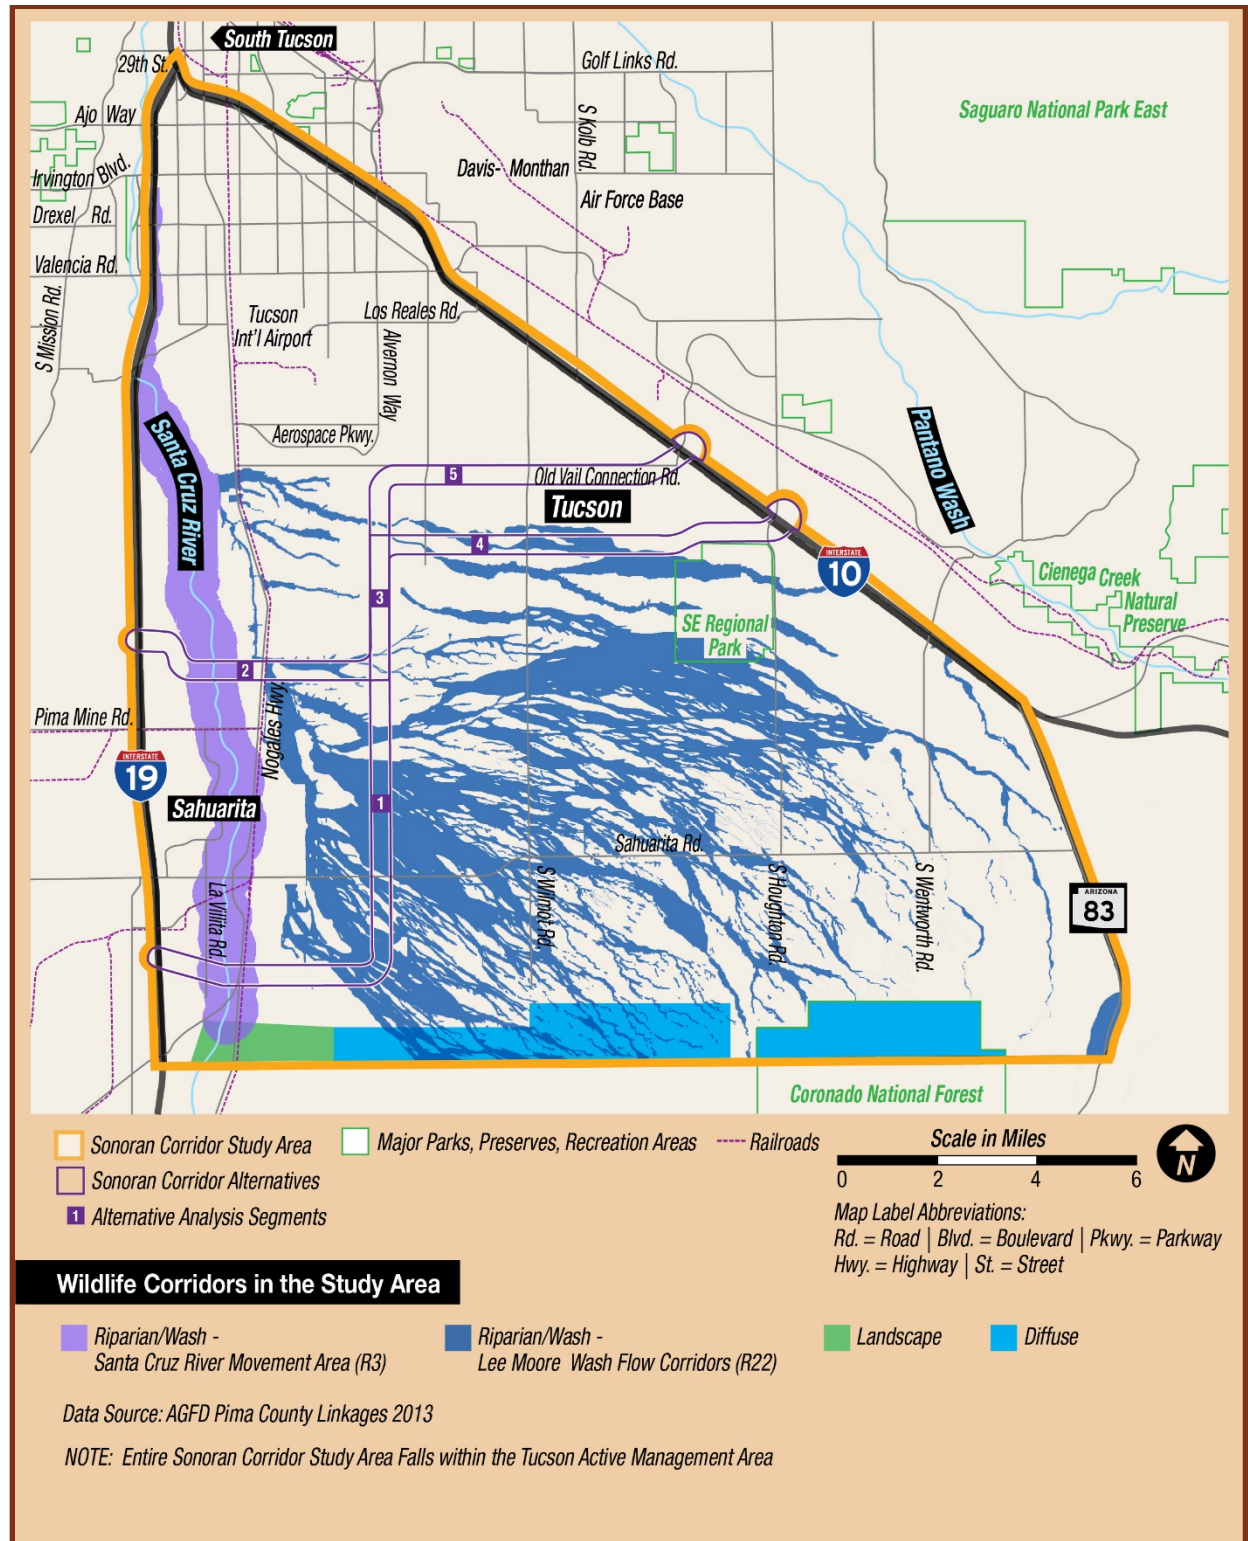 South Tucson
29th St.
Golf Links Rd.
Ajo Way
S Kolb Rd.
Saguaro National Park East
Irvington Blvd.
Davis- Monthan
Air Force Base
Drexel Rd.
Valencia Rd.
S Mission Rd.
Tucson
Int'l Airport
Los Reales Rd.
Alvernon Way
Santa Cruz River
Aerospace Pkwy.
Pantano Wash
5
Old Vail Connection Rd.
Tucson
4
INTERSTATE
10
Cienega Creek
Natural
Preserve
3
SE Regional
Park
2
Nogales Hwy.
Pima Mine Rd.
INTERSTATE
19
Sahuarita
1
Sahuarita Rd.
La Villita Rd.
S Wilmot Rd.
S Houghton Rd.
S Wentworth Rd.
ARIZONA
83
Coronado National Forest
Sonoran Corridor Study Area
Major Parks, Preserves, Recreation Areas
Railroads
Scale in Miles
0 2 4 6
N
Sonoran Corridor Alternatives
1 Alternative Analysis Segments
Map Label Abbreviations:
Rd. = Road | Blvd. = Boulevard | Pkwy. = Parkway
Hwy. = Highway | St. = Street
Wildlife Corridors in the Study Area
Riparian/Wash -
Santa Cruz River Movement Area (R3)
Riparian/Wash -
Lee Moore Wash Flow Corridors (R22)
Landscape
Diffuse
Data Source: AGFD Pima County Linkages 2013
NOTE: Entire Sonoran Corridor Study Area Falls within the Tucson Active Management Area